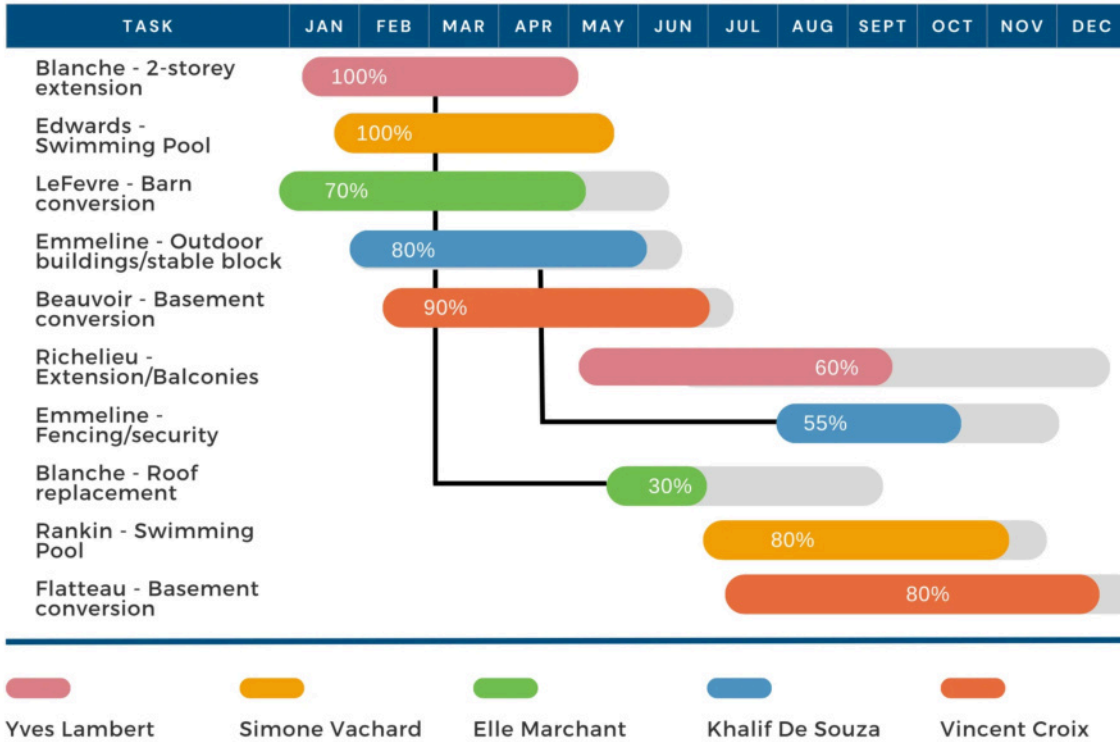 TASK JAN FEB MAR APR MAY JUN JUL AUG SEPT OCT NOV DEC
Blanche - 2-storey
extension
100%
Edwards -
Swimming Pool
100%
LeFevre - Barn
conversion
70%
Emmeline - Outdoor
buildings/stable block
80%
Beauvoir - Basement
conversion
90%
Richelieu -
Extension/Balconies
60%
Emmeline -
Fencing/security
55%
Blanche - Roof
replacement
30%
Rankin - Swimming
Pool
80%
Flatteau - Basement
conversion
80%
Yves Lambert Simone Vachard Elle Marchant Khalif De Souza Vincent Croix